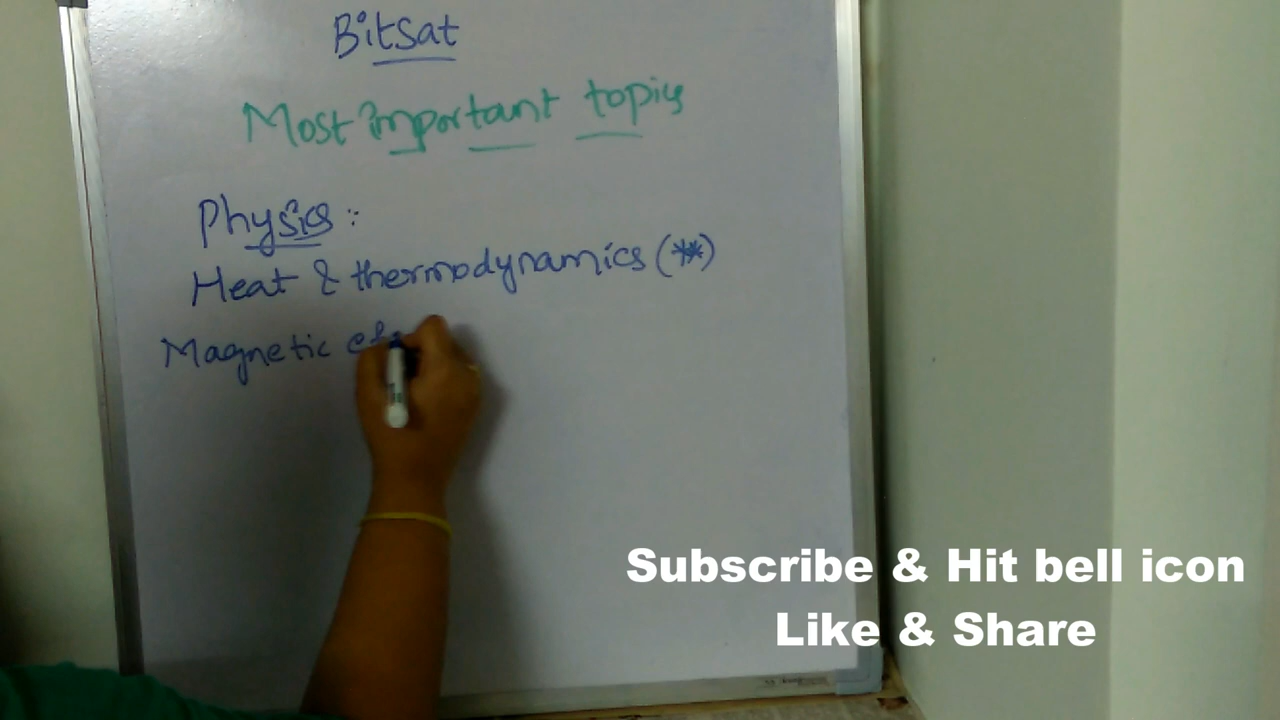 Bitsat
Most Important topics
Physics :
Heat & thermodynamics (**)
Magnetic
Subscribe & Hit bell icon
Like & Share